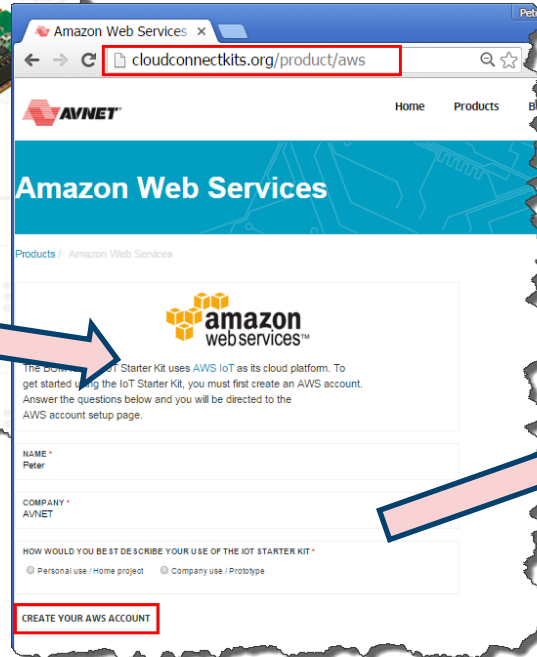 Pete
Amazon Web Services
cloudconnectkits.org/product/aws
AVNET
Home Products B
Amazon Web Services
Products / Amazon Web Services
amazon
webservices™
The Starter Kit uses AWS IoT as its cloud platform. To
get started using the IoT Starter Kit, you must first create an AWS account.
Answer the questions below and you will be directed to the
AWS account setup page.
NAME *
Peter
COMPANY *
AVNET
HOW WOULD YOU BEST DESCRIBE YOUR USE OF THE IOT STARTER KIT *
Personal use / Home project Company use / Prototype
CREATE YOUR AWS ACCOUNT